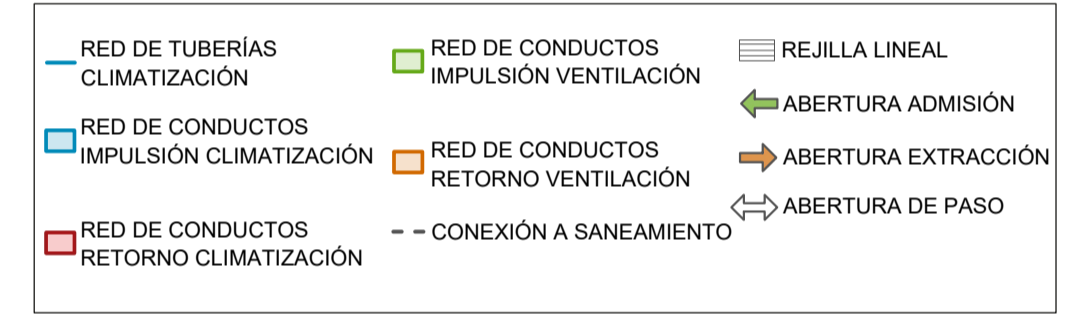 RED DE TUBERÍAS
CLIMATIZACIÓN
RED DE CONDUCTOS
IMPULSIÓN CLIMATIZACIÓN
RED DE CONDUCTOS
RETORNO CLIMATIZACIÓN
RED DE CONDUCTOS
IMPULSIÓN VENTILACIÓN
RED DE CONDUCTOS
RETORNO VENTILACIÓN
CONEXIÓN A SANEAMIENTO
REJILLA LINEAL
ABERTURA ADMISIÓN
ABERTURA EXTRACCIÓN
ABERTURA DE PASO